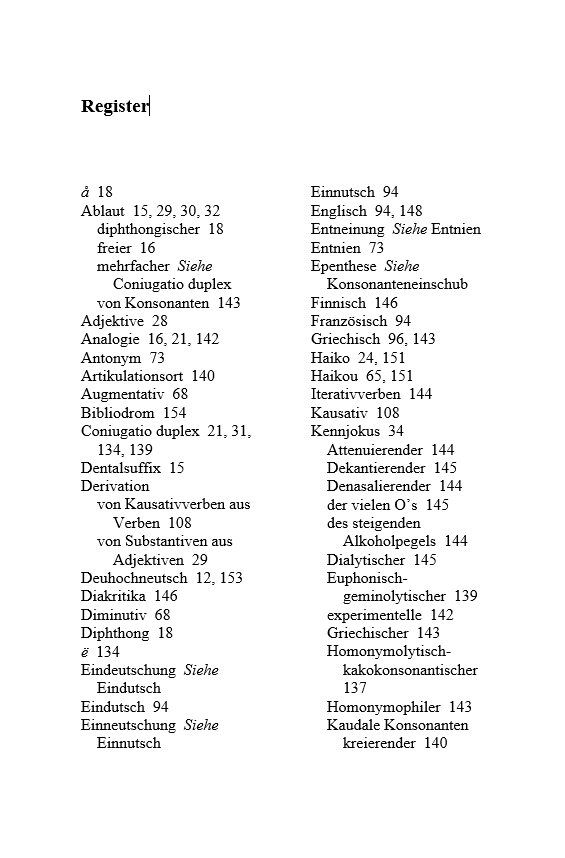 Register
å 18
Ablaut 15, 29, 30, 32
diphthongischer 18
freier 16
mehrfacher Siehe
Coniugatio duplex
von Konsonanten 143
Adjektive 28
Analogie 16, 21, 142
Antonym 73
Artikulationsort 140
Augmentativ 68
Bibliodrom 154
Coniugatio duplex 21, 31,
134, 139
Dentalsuffix 15
Derivation
von Kausativverben aus
Verben 108
von Substantiven aus
Adjektiven 29
Deuhochneutsch 12, 153
Diakritika 146
Diminutiv 68
Diphthong 18
ë 134
Eindeutschung Siehe
Eindutsch
Eindutsch 94
Einneutschung Siehe
Einnutsch
Einnutsch 94
Englisch 94, 148
Entneinung Siehe Entnien
Entnien 73
Epenthese Siehe
Konsonanteneinschub
Finnisch 146
Französisch 94
Griechisch 96, 143
Haiko 24, 151
Haikou 65, 151
Iterativverben 144
Kausativ 108
Kennjokus 34
Attenuierender 144
Dekantierender 145
Denasalierender 144
der vielen O's 145
des steigenden
Alkoholpegels 144
Dialytischer 145
Euphonisch-
geminolytischer 139
experimentelle 142
Griechischer 143
Homonymolytisch-
kakokonsonantischer
137
Homonymophiler 143
Kaudale Konsonanten
kreierender 140